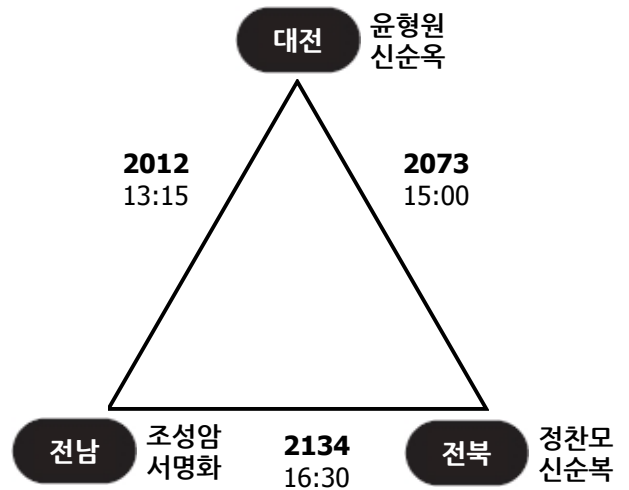 대전
윤형원
신순옥
2012
13:15
2073
15:00
전남
조성암
서명화
2134
16:30
전북
정찬모
신순복